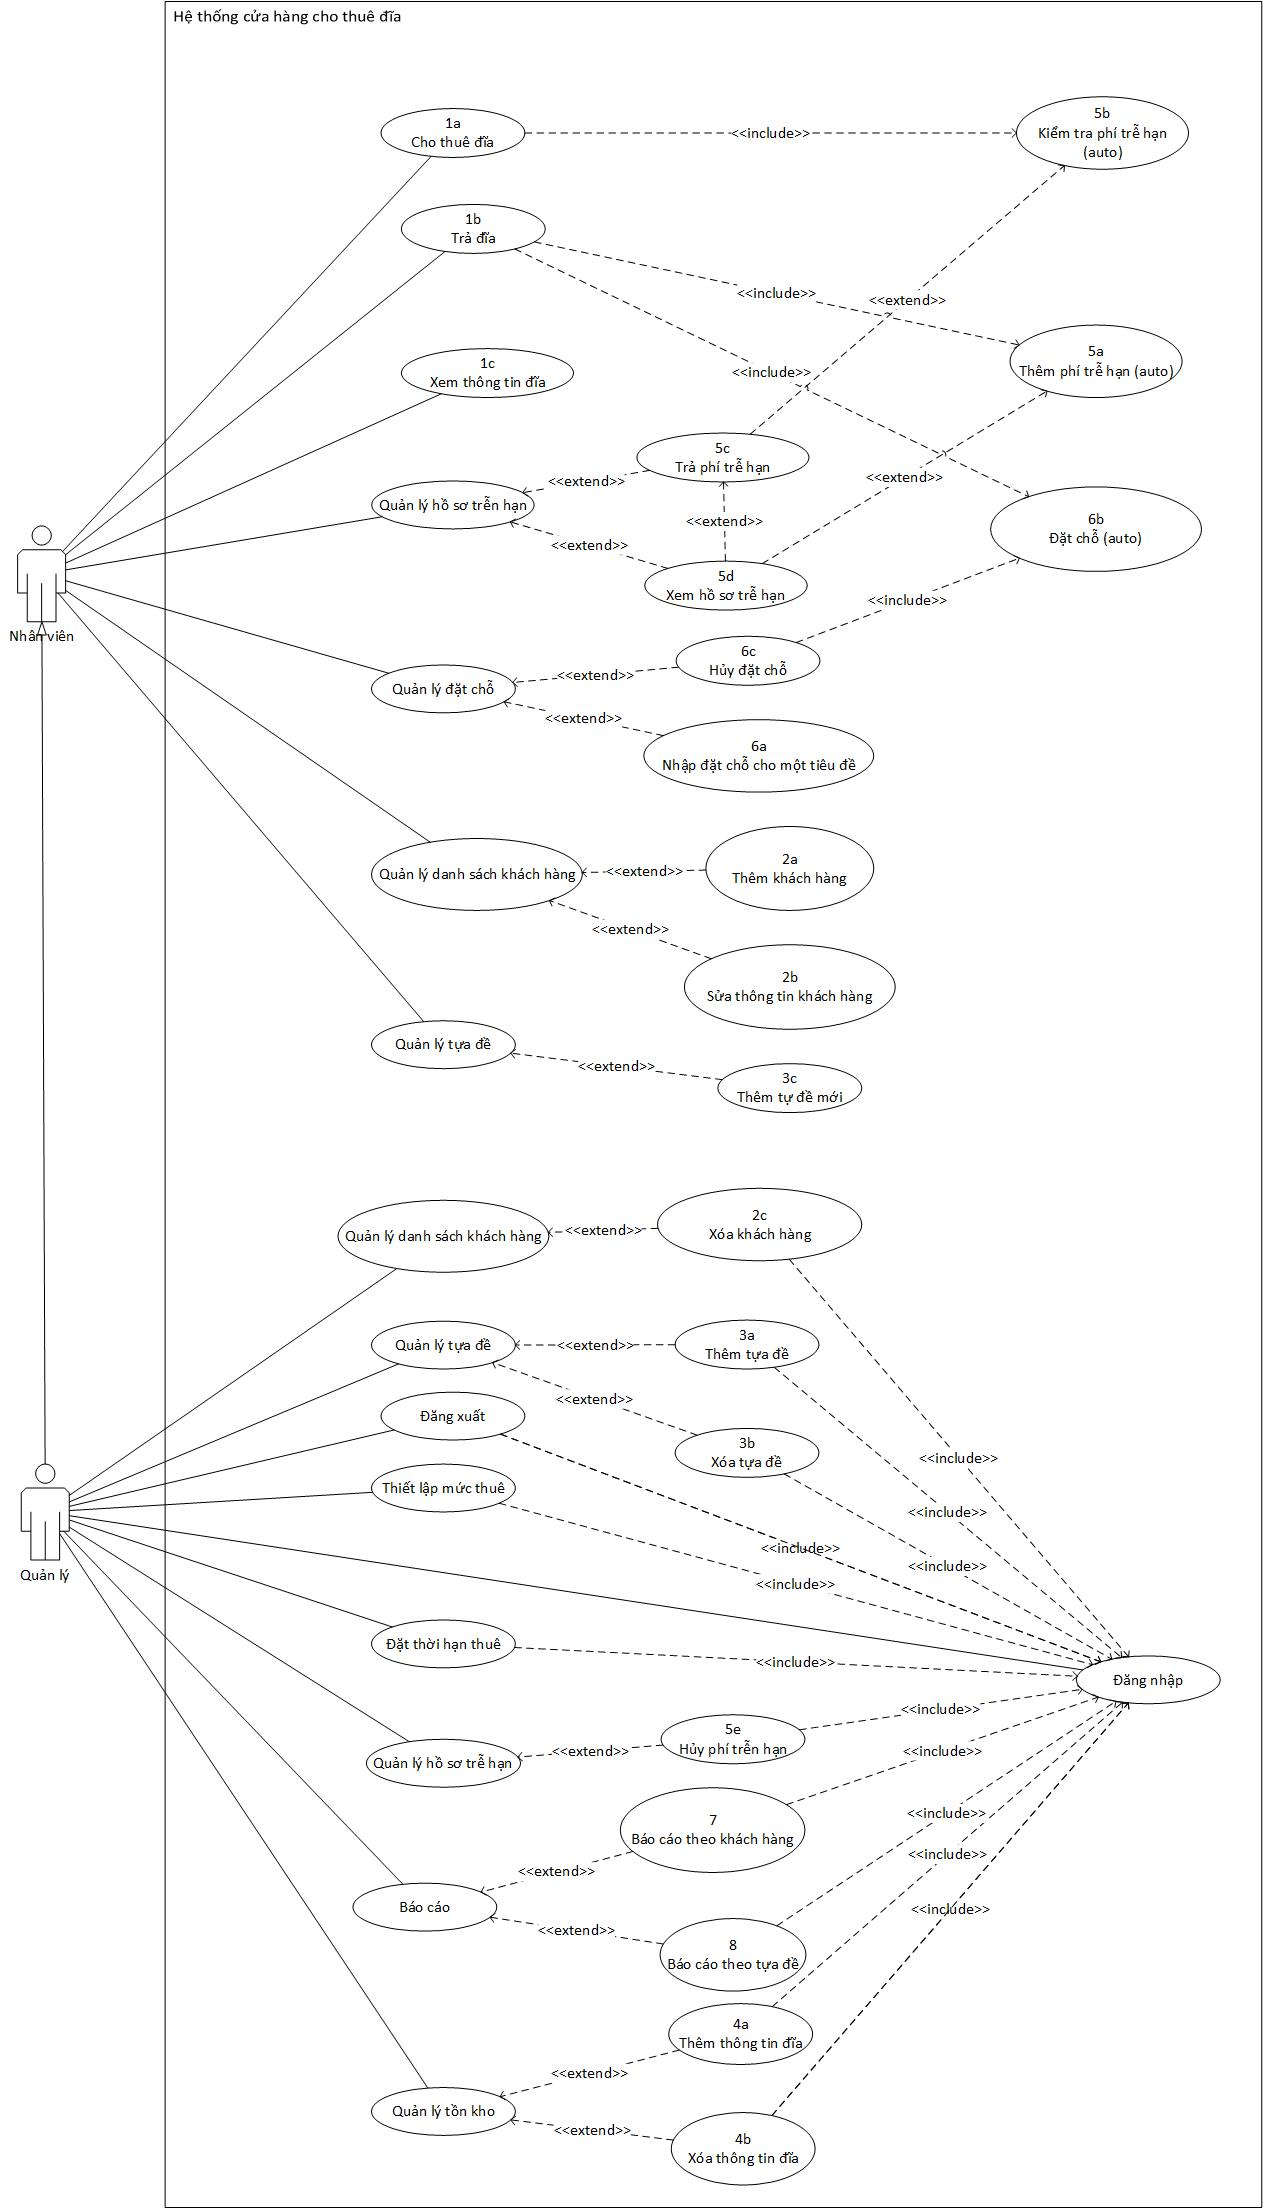 Hệ thống cửa hàng cho thuê đĩa
1a
Cho thuê đĩa
<<include>>
5b
Kiểm tra phí trễ hạn
(auto)
1b
Trả đĩa
<<include>>
<<extend>>
5a
Thêm phí trễ hạn (auto)
1c
Xem thông tin đĩa
<<include>>
5c
Trả phí trễ hạn
<<extend>>
<<extend>>
Quản lý hồ sơ trễn hạn
<<extend>>
6b
Đặt chỗ (auto)
<<extend>>
5d
Xem hồ sơ trễ hạn
<<include>>
Nhân viên
6c
Hủy đặt chỗ
<<extend>>
Quản lý đặt chỗ
<<extend>>
6a
Nhập đặt chỗ cho một tiêu đề
2a
Thêm khách hàng
<<extend>>
Quản lý danh sách khách hàng
<<extend>>
2b
Sửa thông tin khách hàng
Quản lý tựa đề
<<extend>>
3c
Thêm tự đề mới
2c
Xóa khách hàng
<<extend>>
Quản lý danh sách khách hàng
3a
Thêm tựa đề
<<extend>>
Quản lý tựa đề
<<extend>>
Đăng xuất
3b
Xóa tựa đề
<<include>>
Thiết lập mức thuê
<<include>>
<<include>>
<<include>>
Quản lý
<<include>>
Đặt thời hạn thuê
<<include>>
Đăng nhập
<<include>>
5e
Hủy phí trễn hạn
<<extend>>
<<include>>
Quản lý hồ sơ trễ hạn
7
Báo cáo theo khách hàng
<<include>>
<<include>>
<<extend>>
Báo cáo
<<include>>
<<extend>>
8
Báo cáo theo tựa đề
4a
Thêm thông tin đĩa
<<extend>>
Quản lý tồn kho
<<extend>>
4b
Xóa thông tin đĩa